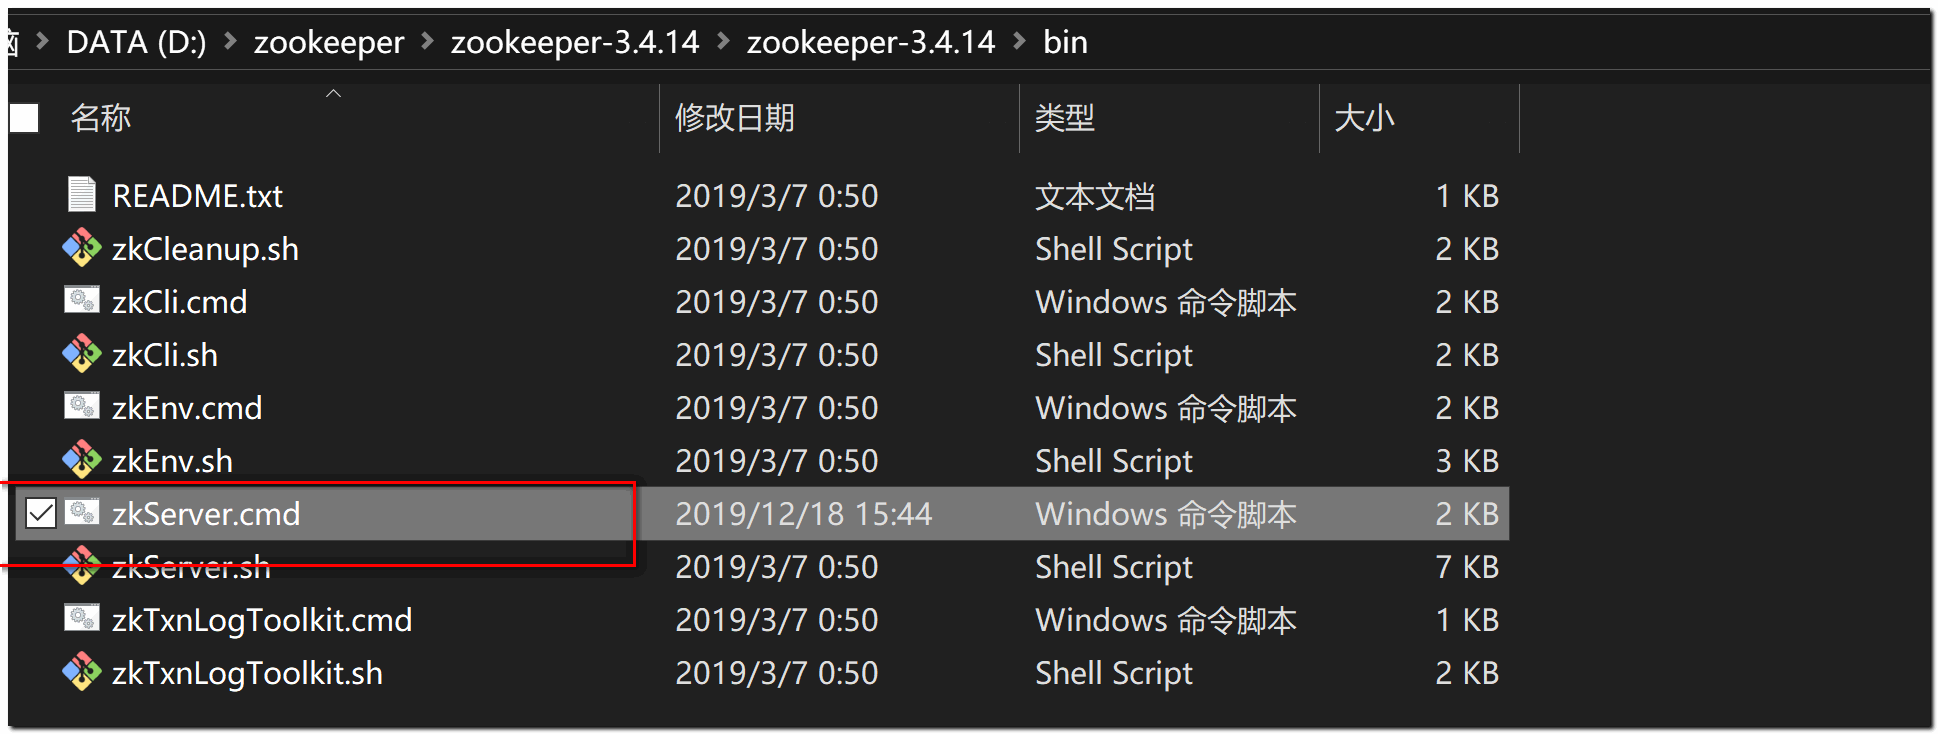 DATA (D:) > zookeeper > zookeeper-3.4.14 > zookeeper-3.4.14 > bin
名称 修改日期 类型 大小
README.txt 2019/3/7 0:50 文本文档 1 KB
zkCleanup.sh 2019/3/7 0:50 Shell Script 2 KB
zkCli.cmd 2019/3/7 0:50 Windows 命令脚本 2 KB
zkCli.sh 2019/3/7 0:50 Shell Script 2 KB
zkEnv.cmd 2019/3/7 0:50 Windows 命令脚本 2 KB
zkEnv.sh 2019/3/7 0:50 Shell Script 3 KB
zkServer.cmd 2019/12/18 15:44 Windows 命令脚本 2 KB
zkServer.sh 2019/3/7 0:50 Shell Script 7 KB
zkTxnLogToolkit.cmd 2019/3/7 0:50 Windows 命令脚本 1 KB
zkTxnLogToolkit.sh 2019/3/7 0:50 Shell Script 2 KB